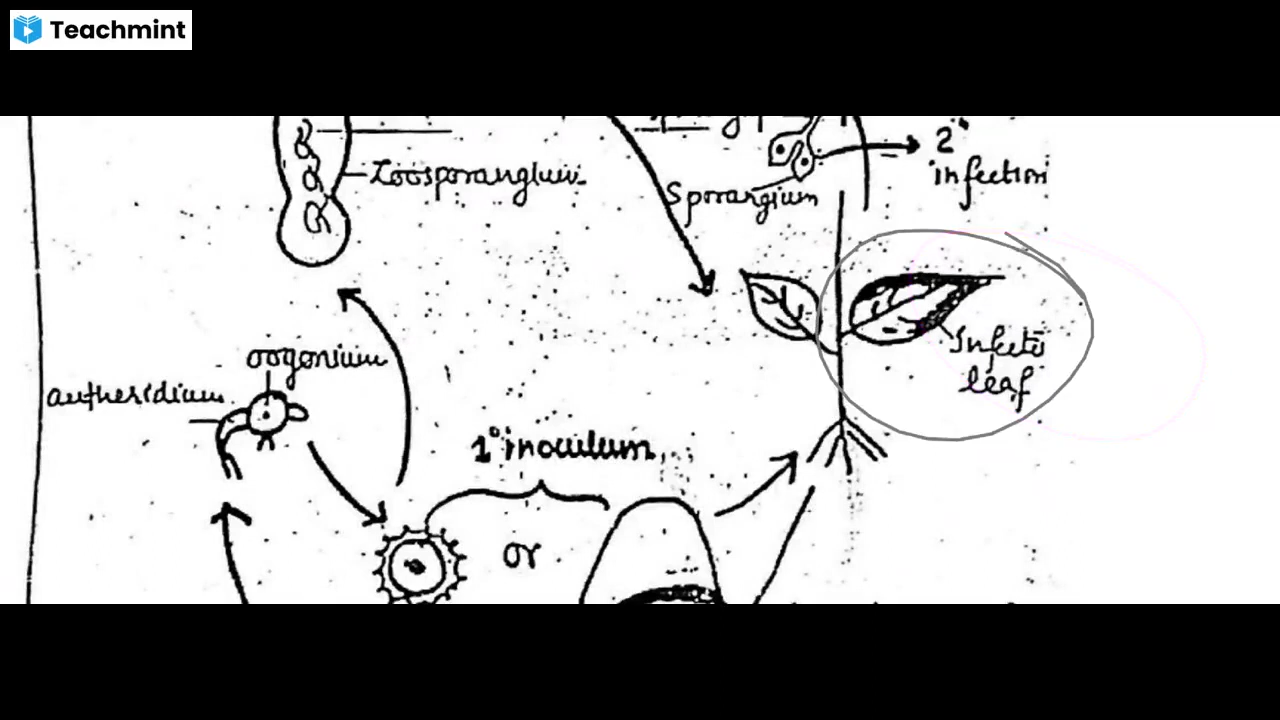 Teachmint
2° infection
Zoosporangium
Sporangium
oogonium
antheridium
Infected leaf
1° inoculum
or